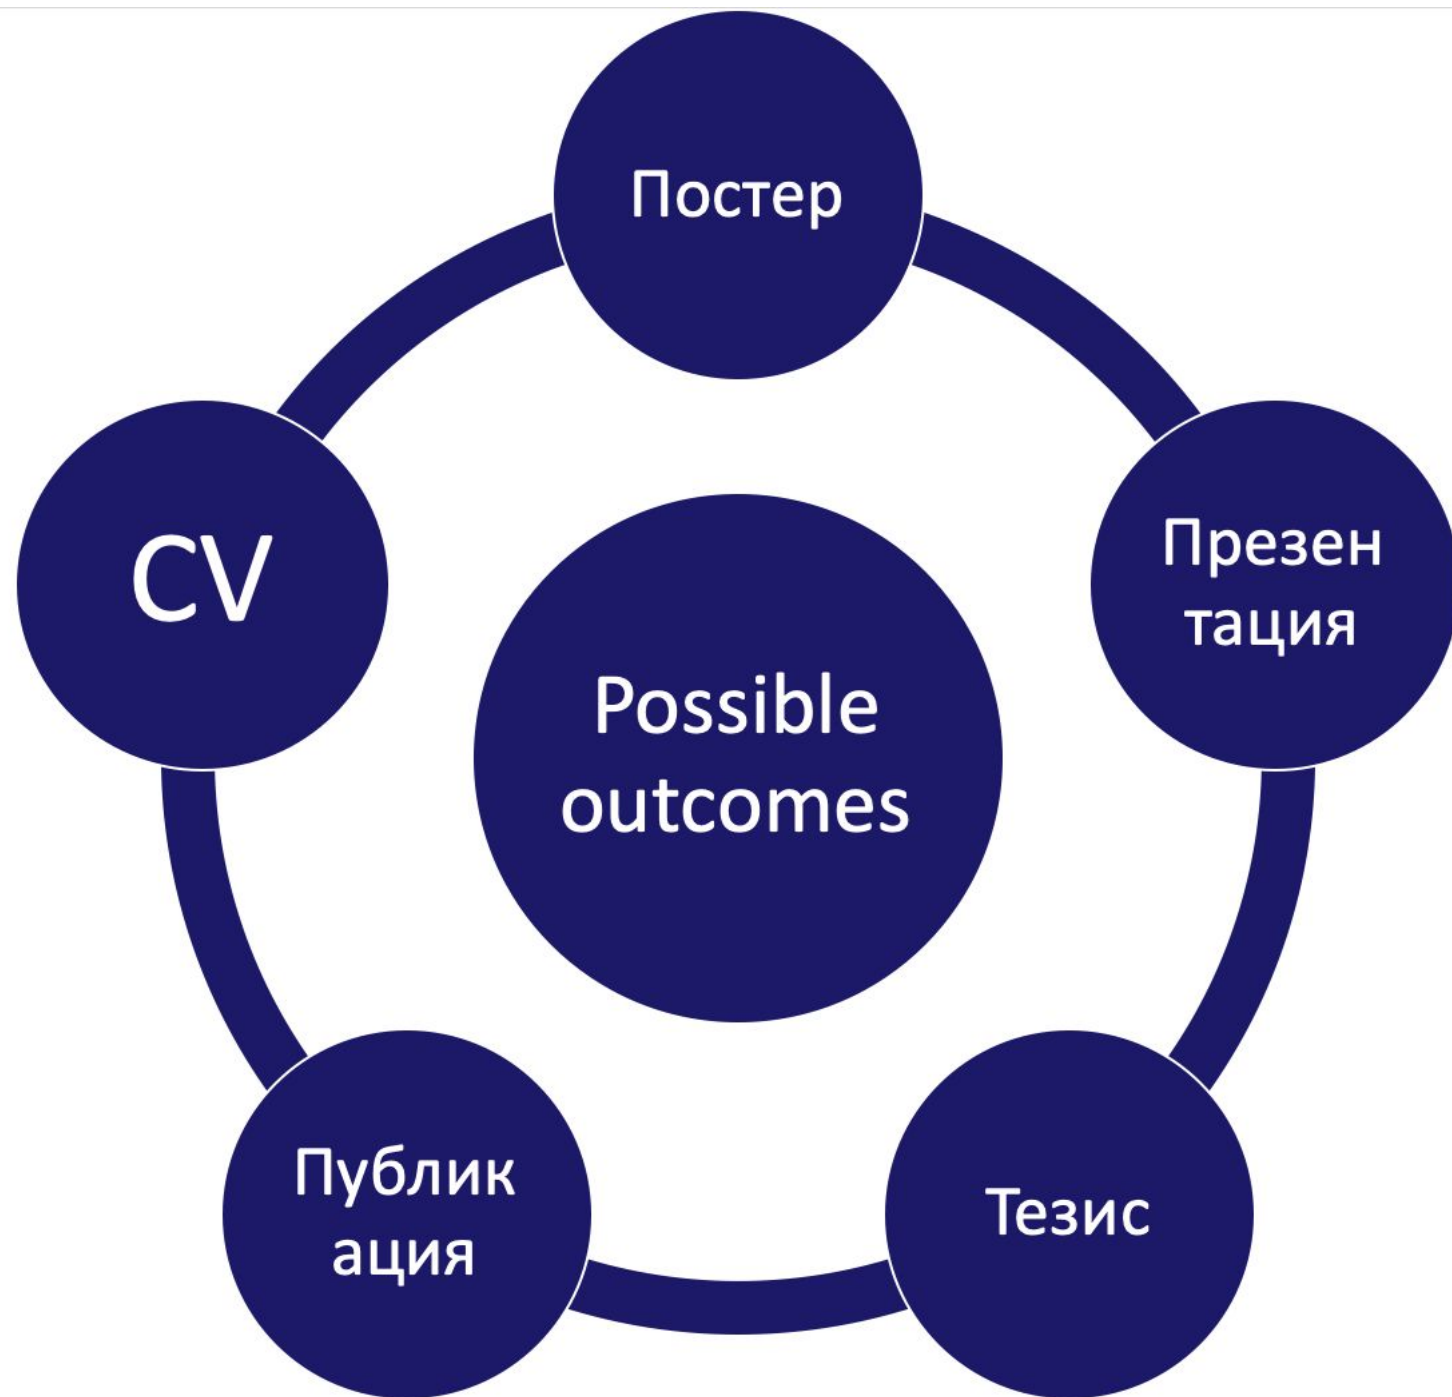 Постер
Презен
тация
Тезис
Публик
ация
CV
Possible
outcomes